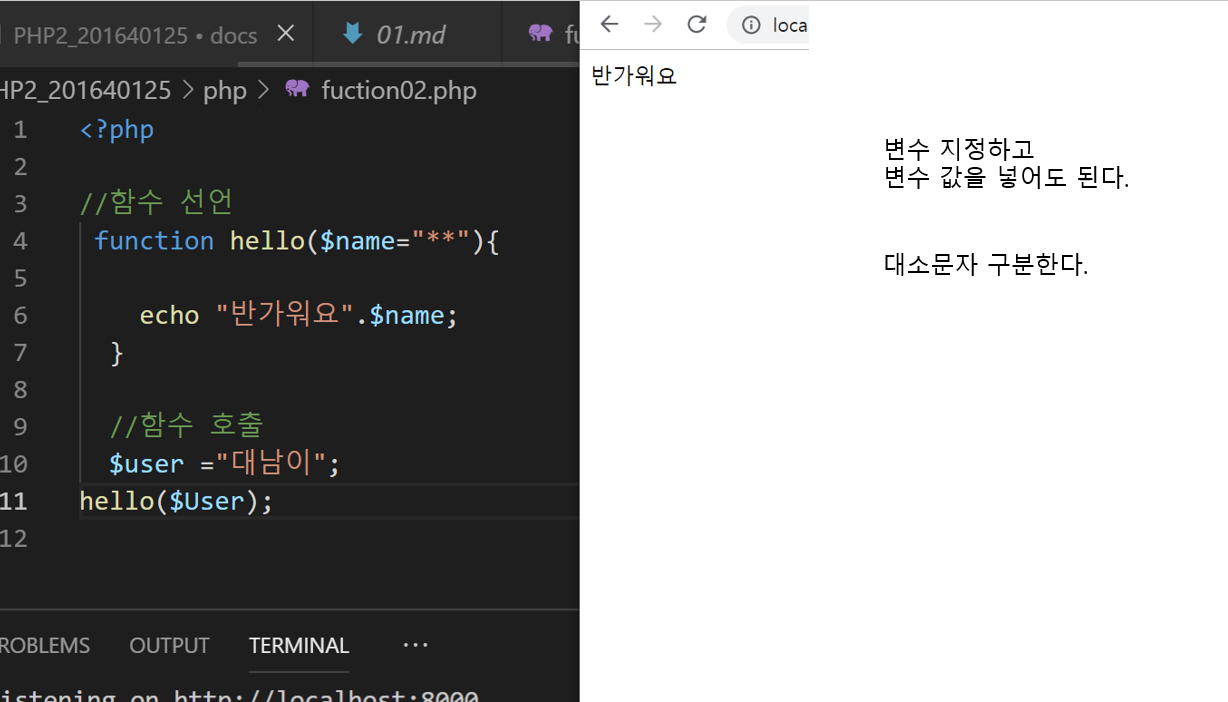 PHP2_201640125 • docs
01.md
HP2_201640125 > php > fuction02.php
1 <?php
2
3 //함수 선언
4 function hello($name="**"){
5
6 echo "반가워요".$name;
7 }
8
9 //함수 호출
10 $user ="대남이";
11 hello($User);
12
ROBLEMS OUTPUT TERMINAL ···
istening on http://localhost:8000
loca
반가워요
변수 지정하고
변수 값을 넣어도 된다.
대소문자 구분한다.